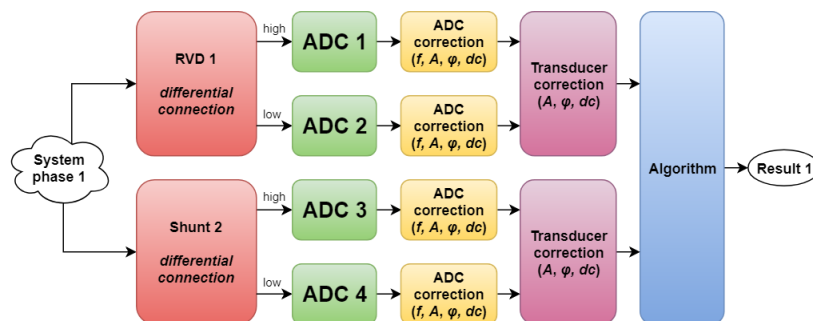 System
phase 1
RVD 1
differential
connection
high
low
ADC 1
ADC correction
(f, A, φ, dc)
ADC 2
ADC correction
(f, A, φ, dc)
Transducer
correction
(A, φ, dc)
Shunt 2
differential
connection
high
low
ADC 3
ADC correction
(f, A, φ, dc)
ADC 4
ADC correction
(f, A, φ, dc)
Transducer
correction
(A, φ, dc)
Algorithm
Result 1